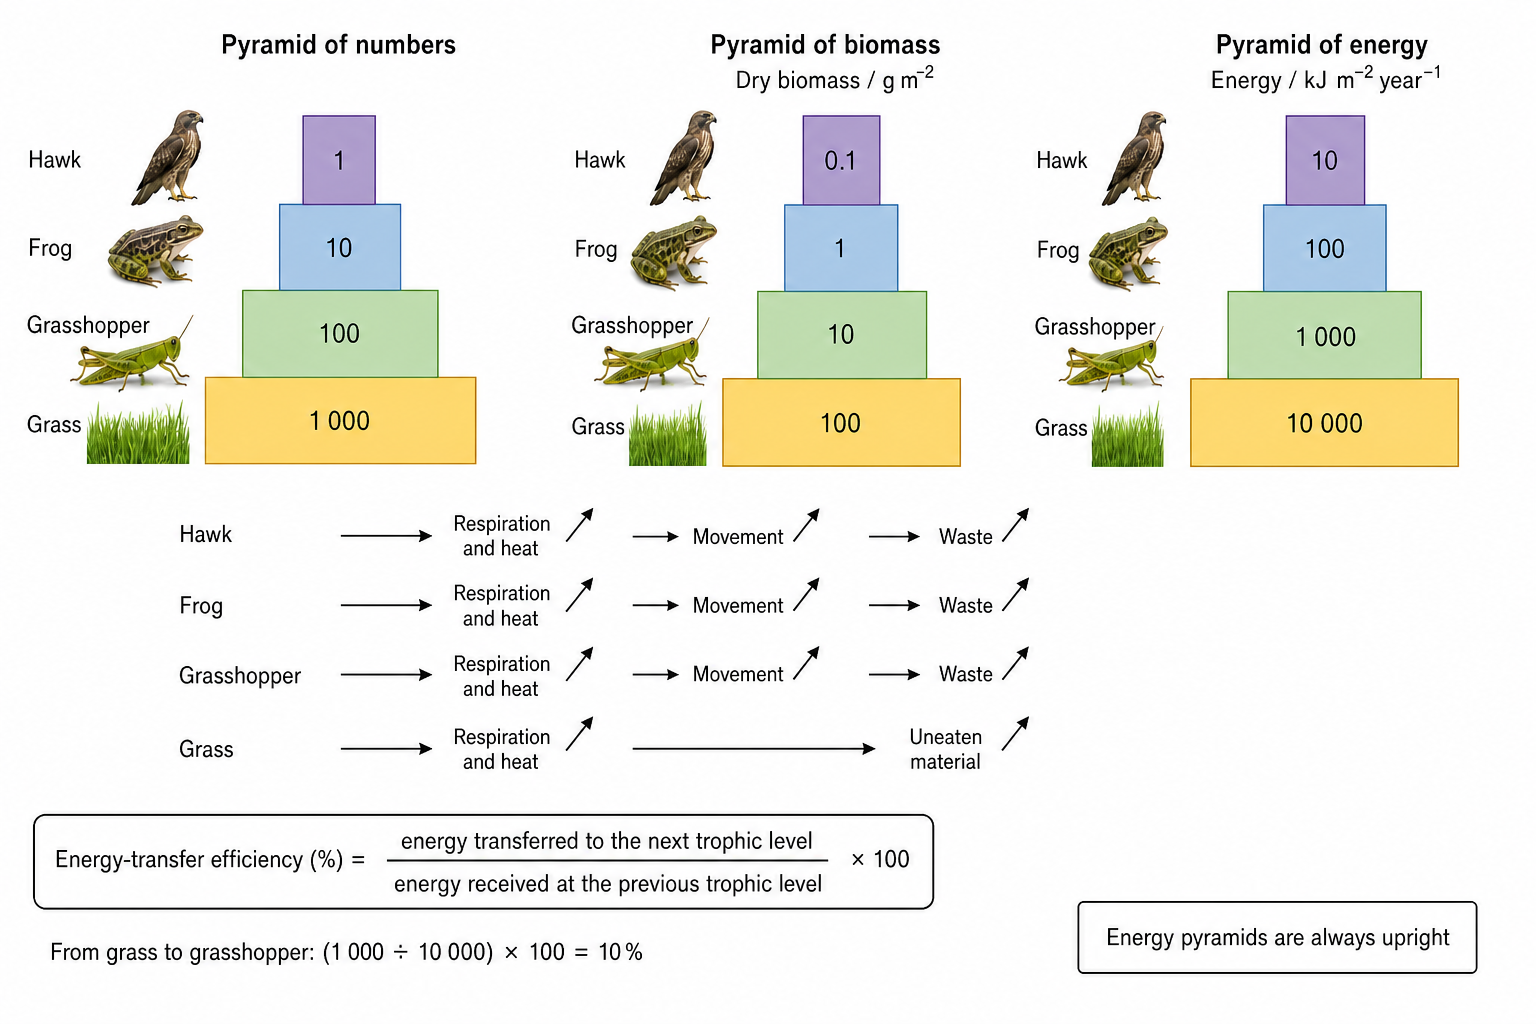 Pyramid of numbers
Hawk
1
Frog
10
Grasshopper
100
Grass
1 000
Pyramid of biomass
Dry biomass / g m⁻²
Hawk
0.1
Frog
1
Grasshopper
10
Grass
100
Pyramid of energy
Energy / kJ m⁻² year⁻¹
Hawk
10
Frog
100
Grasshopper
1 000
Grass
10 000
Hawk
Respiration
and heat
Movement
Waste
Frog
Respiration
and heat
Movement
Waste
Grasshopper
Respiration
and heat
Movement
Waste
Grass
Respiration
and heat
Uneaten
material
Energy-transfer efficiency (%) =
energy transferred to the next trophic level
energy received at the previous trophic level
× 100
From grass to grasshopper: (1 000 ÷ 10 000) × 100 = 10 %
Energy pyramids are always upright